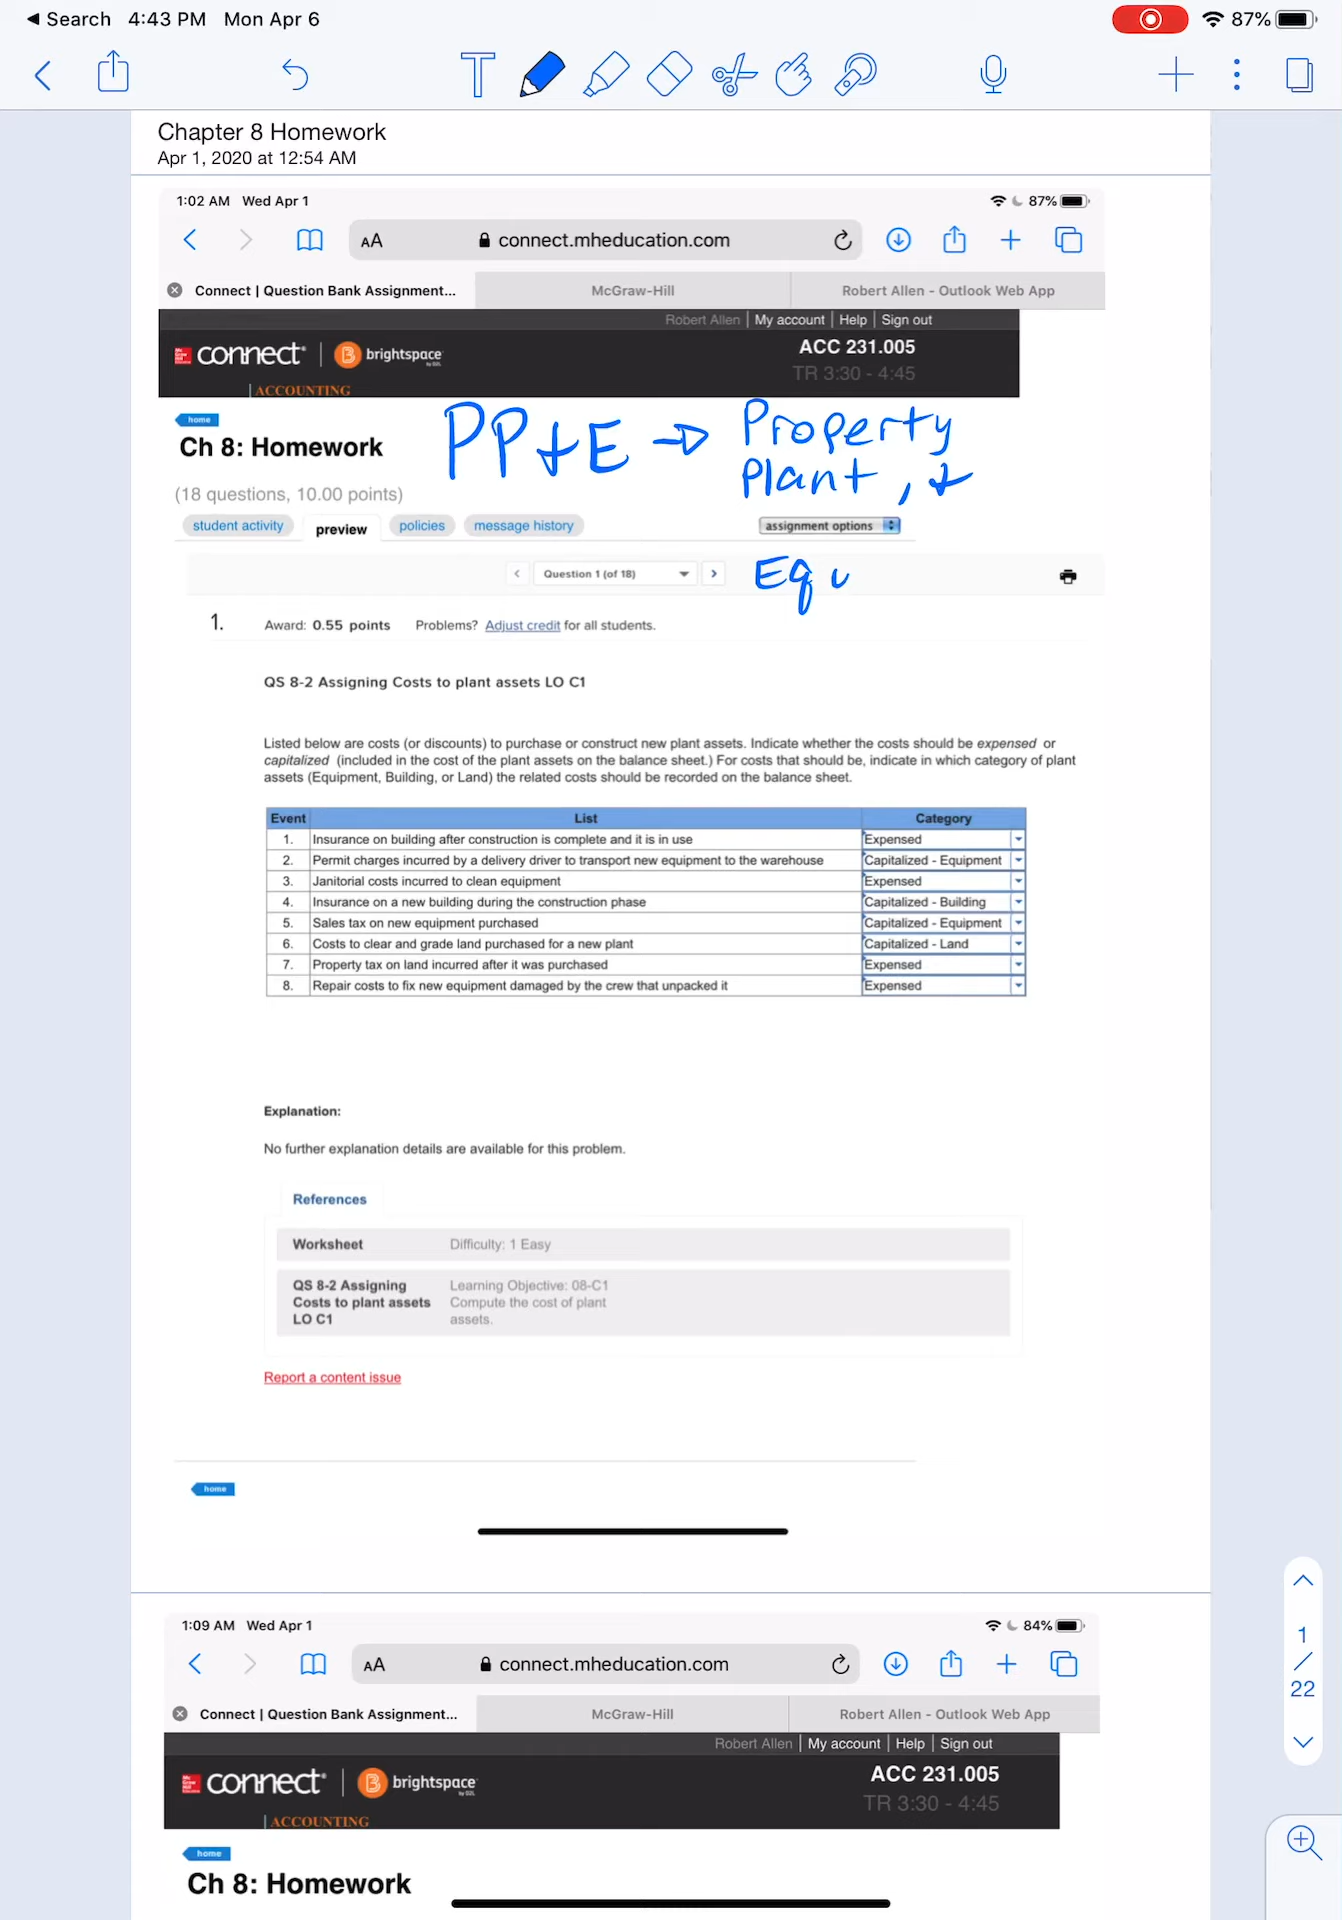 ◀ Search 4:43 PM Mon Apr 6 87%
T
Chapter 8 Homework
Apr 1, 2020 at 12:54 AM
1:02 AM Wed Apr 1 87%
AA connect.mheducation.com
Connect | Question Bank Assignment... McGraw-Hill Robert Allen - Outlook Web App
Robert Allen | My account | Help | Sign out
connect | brightspace ACC 231.005
TR 3:30 - 4:45
| ACCOUNTING
home
Ch 8: Homework
PP+E → Property
Plant, +
(18 questions, 10.00 points)
student activity preview policies message history assignment options
< Question 1 (of 18) > Equ
1. Award: 0.55 points Problems? Adjust credit for all students.
QS 8-2 Assigning Costs to plant assets LO C1
Listed below are costs (or discounts) to purchase or construct new plant assets. Indicate whether the costs should be expensed or
capitalized (included in the cost of the plant assets on the balance sheet.) For costs that should be, indicate in which category of plant
assets (Equipment, Building, or Land) the related costs should be recorded on the balance sheet.
Event List Category
1. Insurance on building after construction is complete and it is in use Expensed
2. Permit charges incurred by a delivery driver to transport new equipment to the warehouse Capitalized - Equipment
3. Janitorial costs incurred to clean equipment Expensed
4. Insurance on a new building during the construction phase Capitalized - Building
5. Sales tax on new equipment purchased Capitalized - Equipment
6. Costs to clear and grade land purchased for a new plant Capitalized - Land
7. Property tax on land incurred after it was purchased Expensed
8. Repair costs to fix new equipment damaged by the crew that unpacked it Expensed
Explanation:
No further explanation details are available for this problem.
References
Worksheet Difficulty: 1 Easy
QS 8-2 Assigning Learning Objective: 08-C1
Costs to plant assets Compute the cost of plant
LO C1 assets.
Report a content issue
home
1
/
22
1:09 AM Wed Apr 1 84%
AA connect.mheducation.com
Connect | Question Bank Assignment... McGraw-Hill Robert Allen - Outlook Web App
Robert Allen | My account | Help | Sign out
connect | brightspace ACC 231.005
TR 3:30 - 4:45
| ACCOUNTING
home
Ch 8: Homework